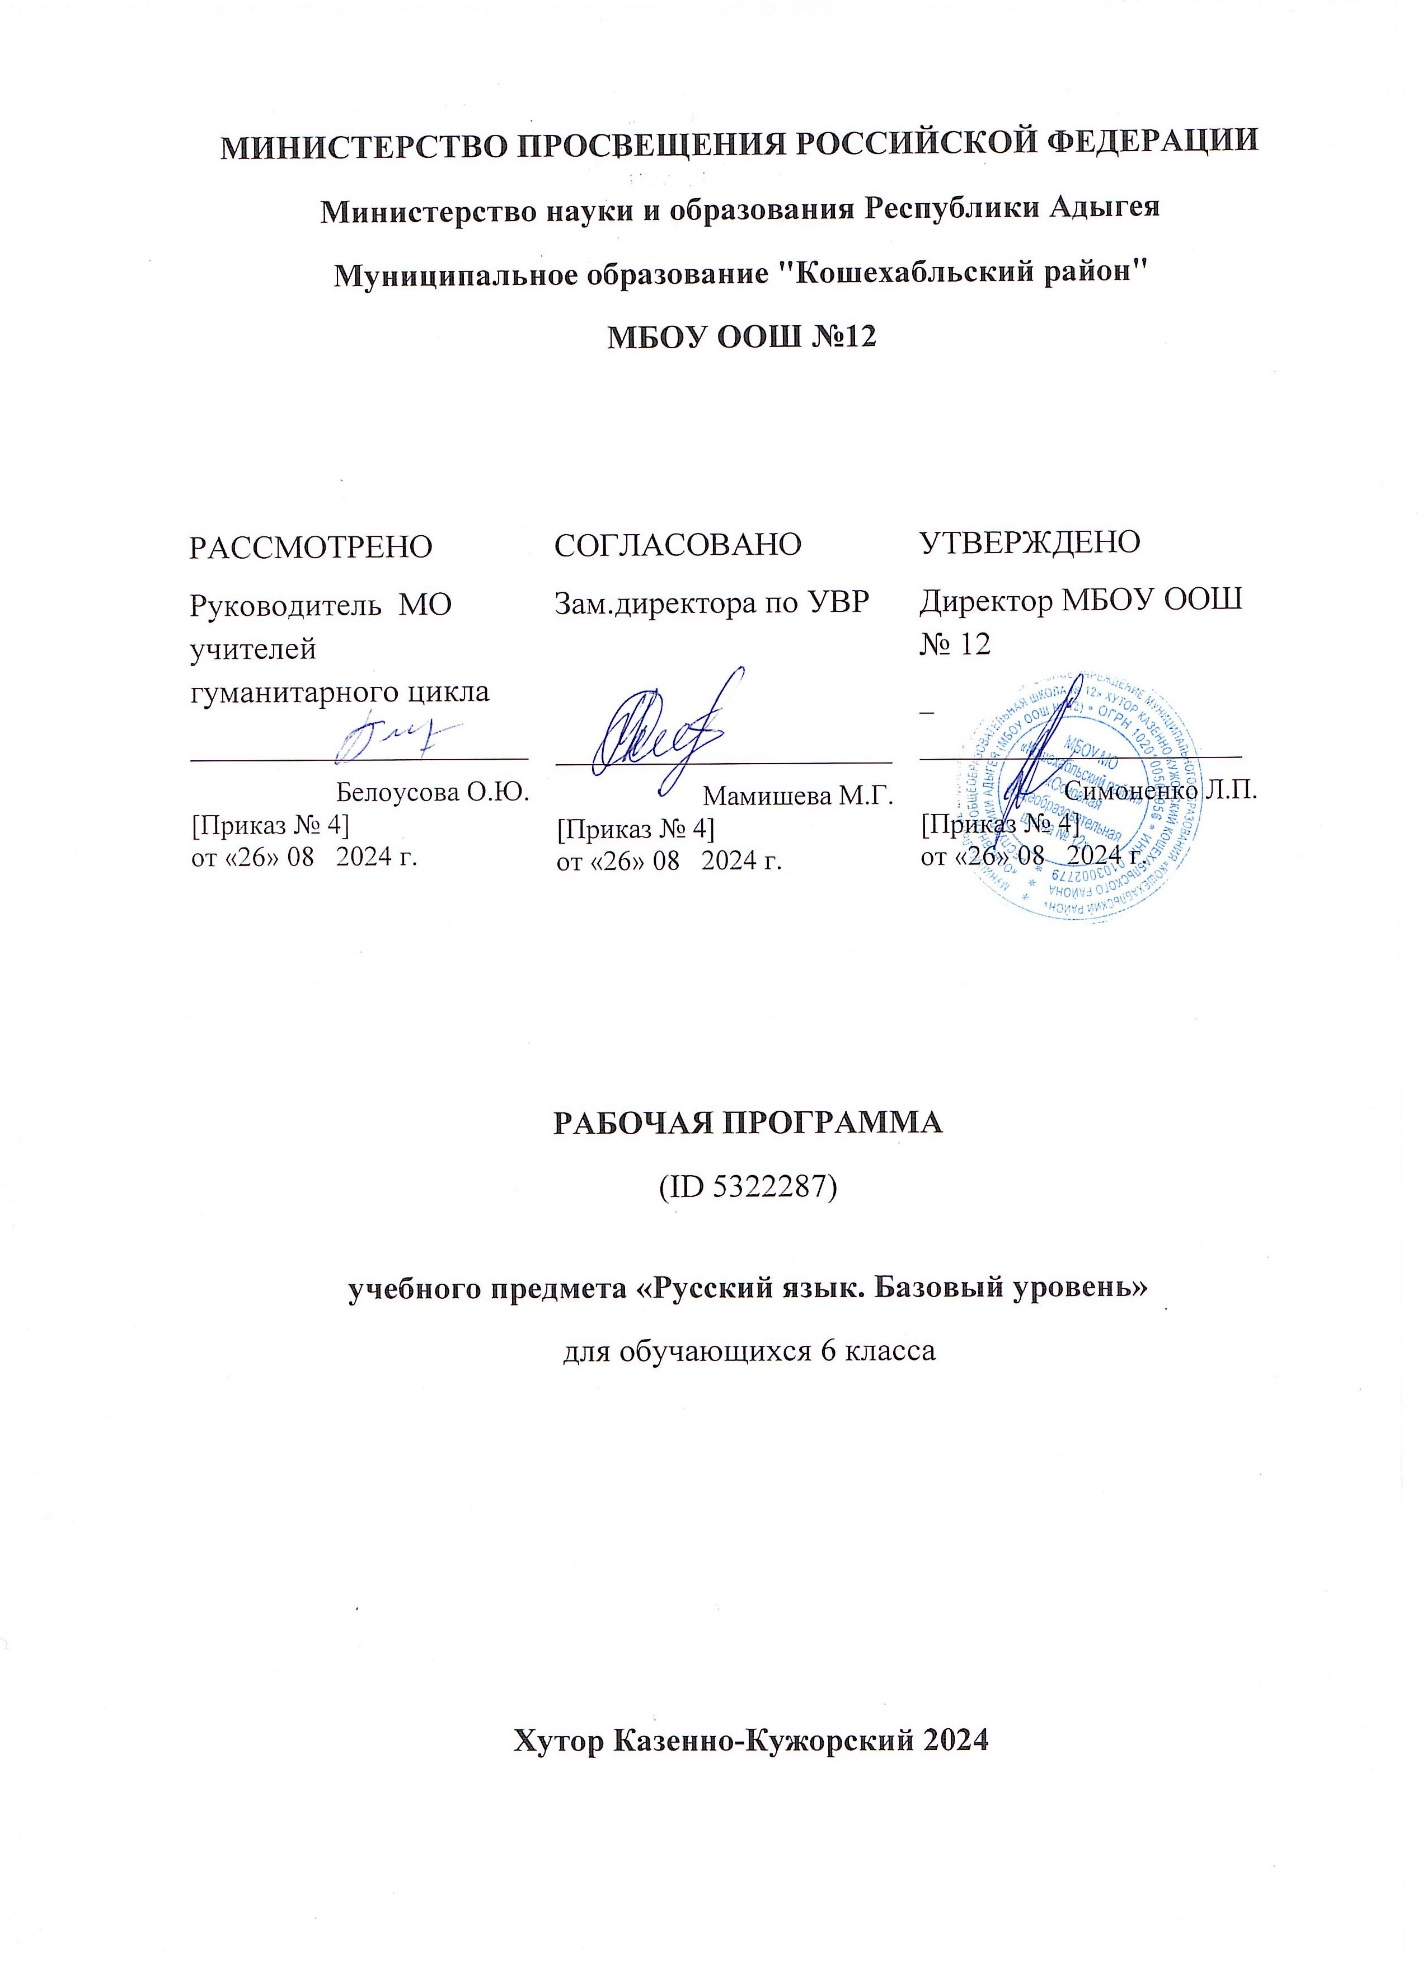 МИНИСТЕРСТВО ПРОСВЕЩЕНИЯ РОССИЙСКОЙ ФЕДЕРАЦИИ
Министерство науки и образования Республики Адыгея
Муниципальное образование "Кошехабльский район"
МБОУ ООШ №12
РАССМОТРЕНО
Руководитель МО
учителей
гуманитарного цикла
Белоусова О.Ю.
[Приказ № 4]
от «26» 08 2024 г.
СОГЛАСОВАНО
Зам.директора по УВР
Мамишева М.Г.
[Приказ № 4]
от «26» 08 2024 г.
УТВЕРЖДЕНО
Директор МБОУ ООШ
№ 12
_
Симоненко Л.П.
[Приказ № 4]
от «26» 08 2024 г.
МБОУ МО
РАБОЧАЯ ПРОГРАММА
(ID 5322287)
учебного предмета «Русский язык. Базовый уровень»
для обучающихся 6 класса
Хутор Казенно-Кужорский 2024